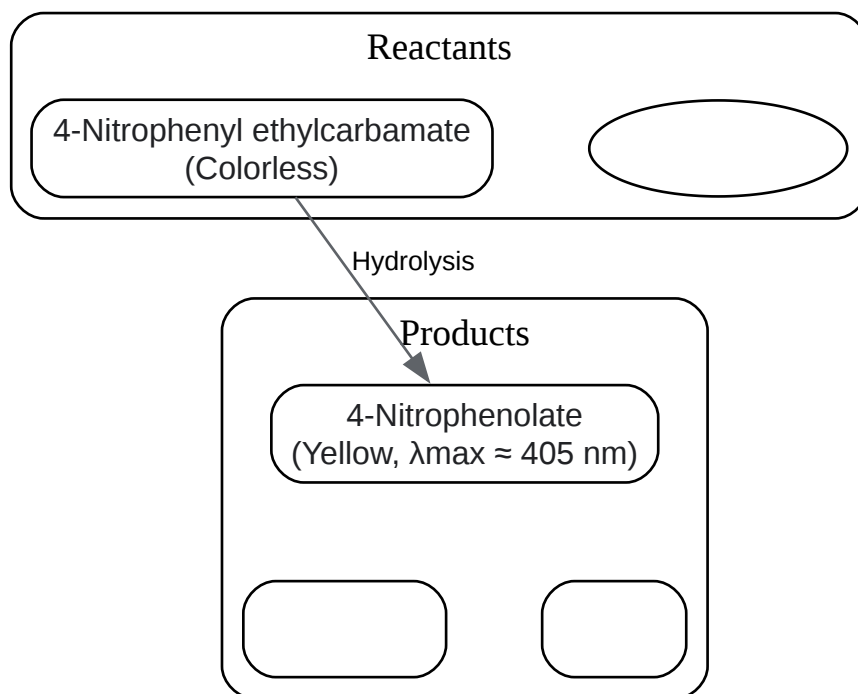 Reactants
4-Nitrophenyl ethylcarbamate
(Colorless)
Hydrolysis
Products
4-Nitrophenolate
(Yellow, λmax ≈ 405 nm)